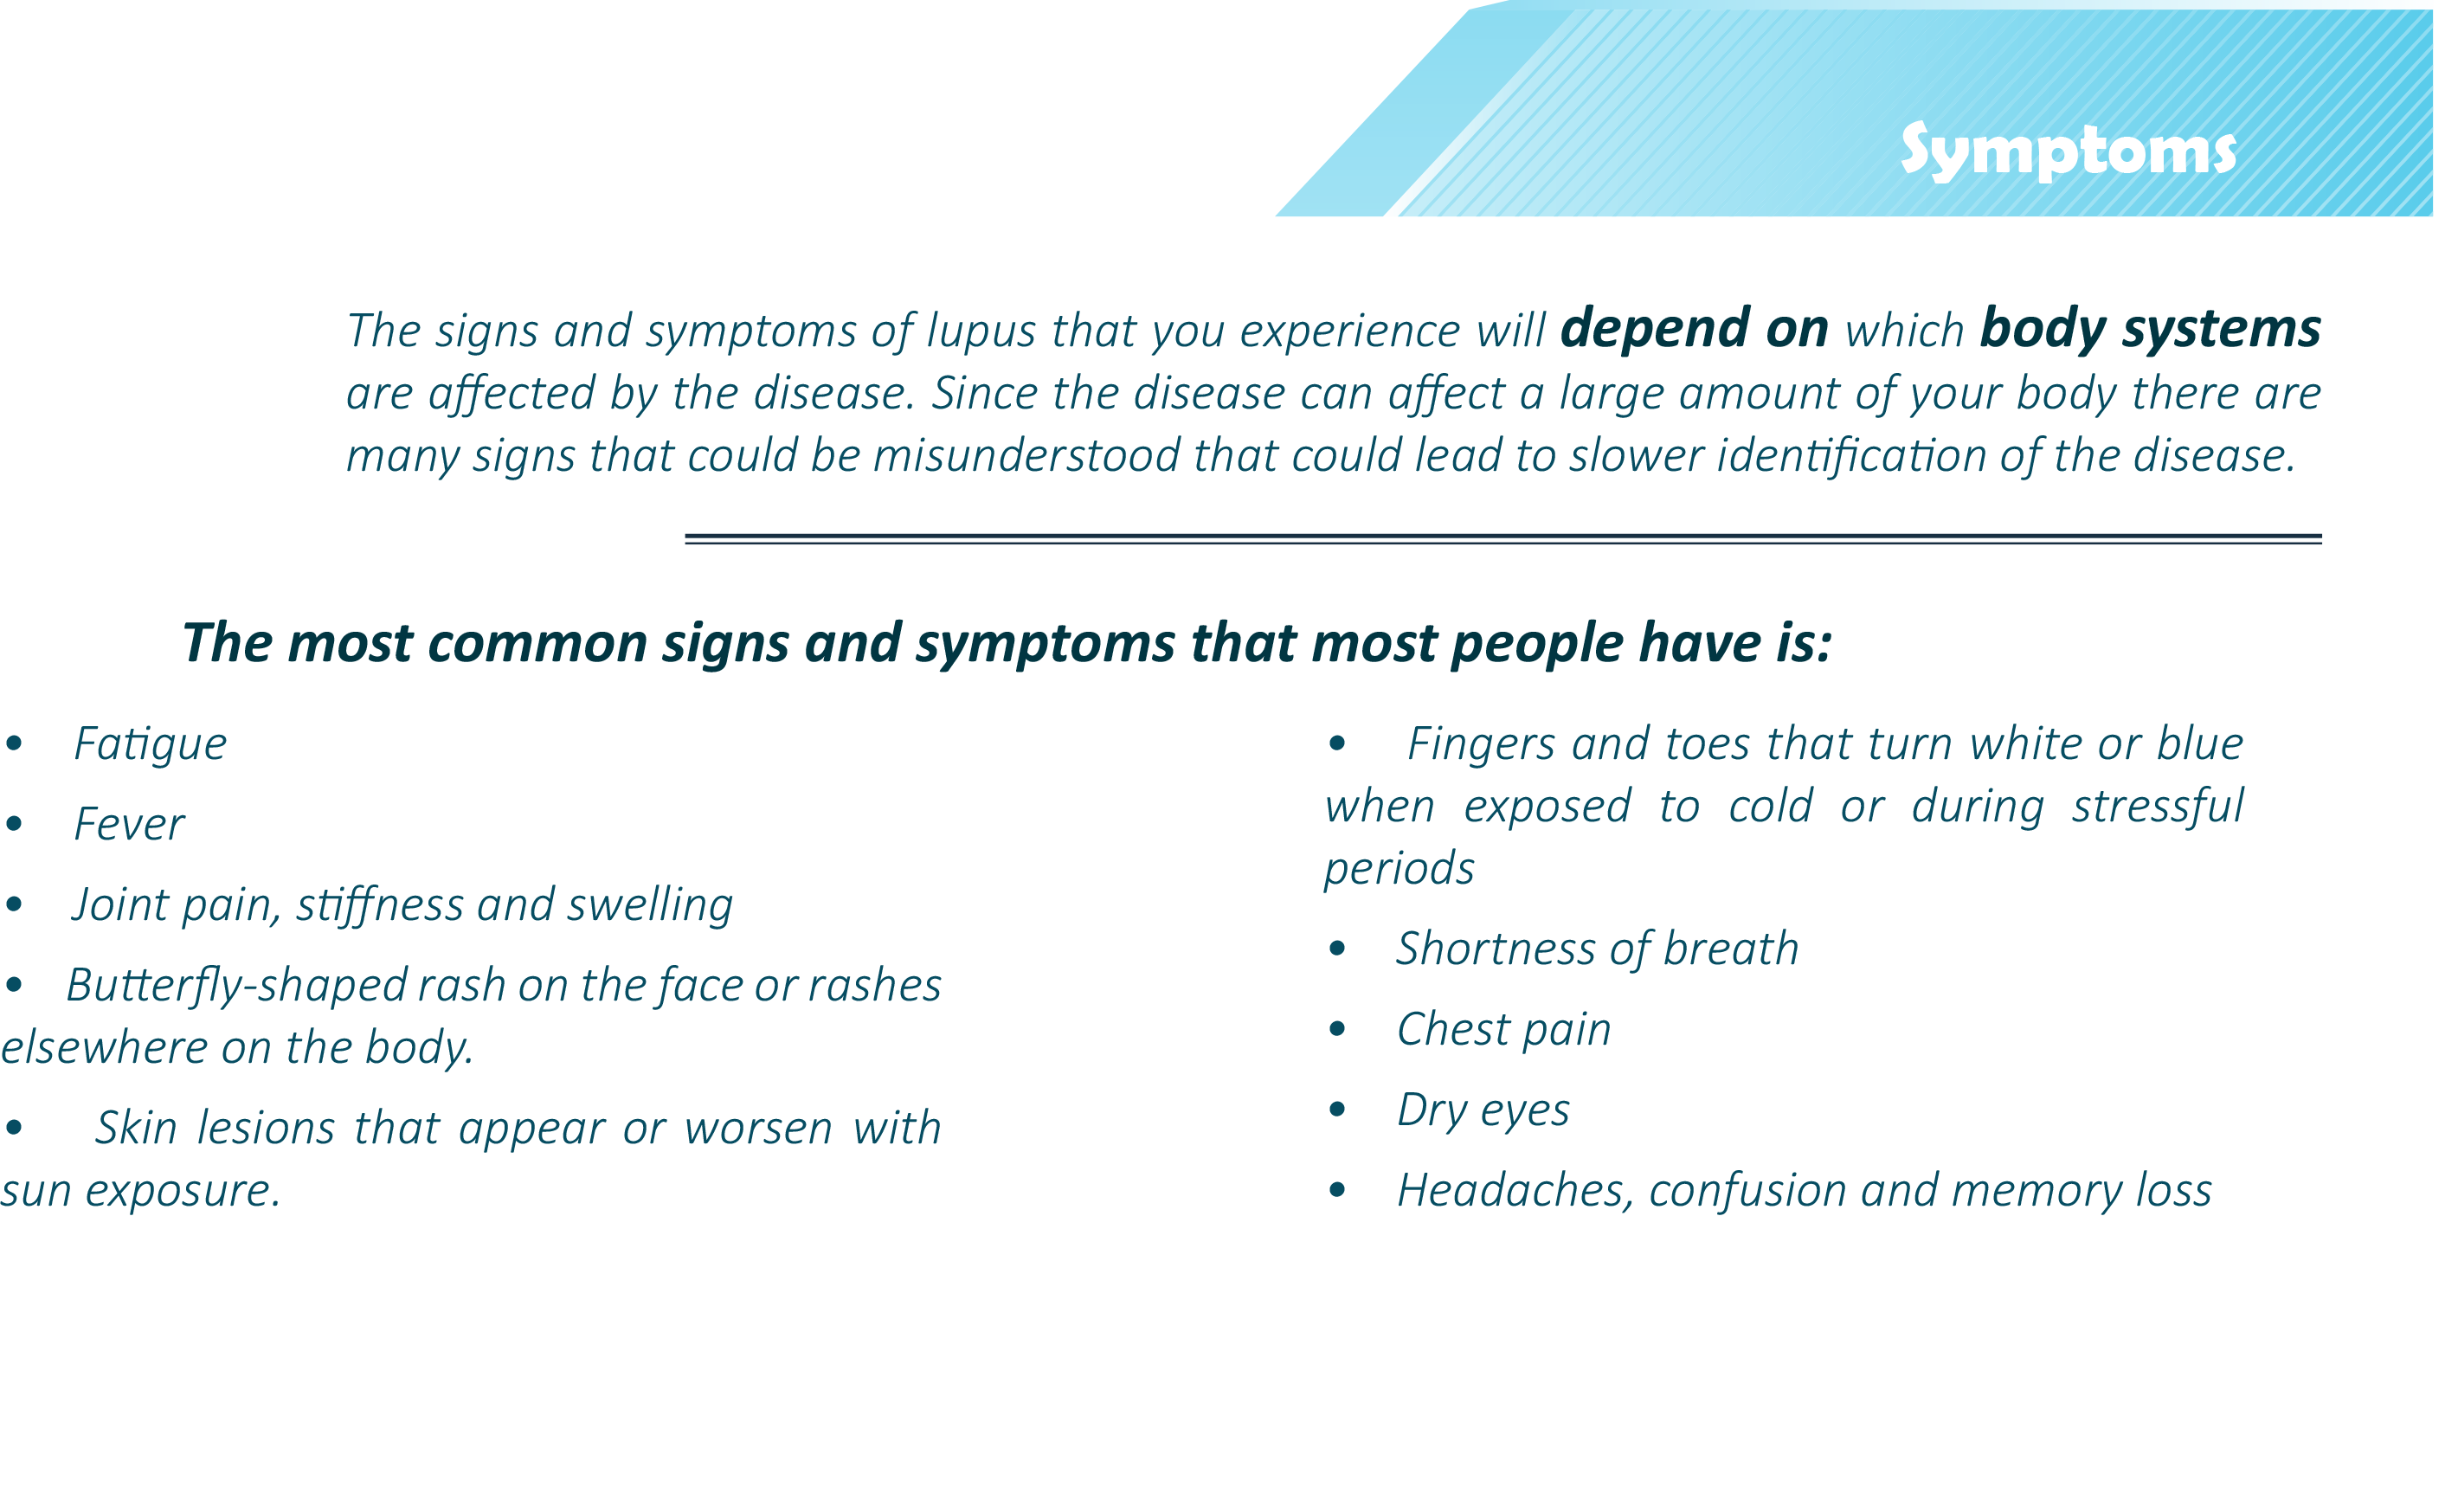 Symptoms
The signs and symptoms of lupus that you experience will depend on which body systems
are affected by the disease. Since the disease can affect a large amount of your body there are
many signs that could be misunderstood that could lead to slower identification of the disease.
The most common signs and symptoms that most people have is:
• Fatigue
• Fever
• Joint pain, stiffness and swelling
• Butterfly-shaped rash on the face or rashes
elsewhere on the body.
• Skin lesions that appear or worsen with
sun exposure.
• Fingers and toes that turn white or blue
when exposed to cold or during stressful
periods
• Shortness of breath
• Chest pain
• Dry eyes
• Headaches, confusion and memory loss